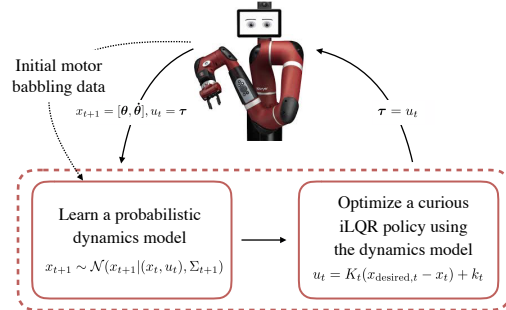 Initial motor
babbling data
x_{t+1} = [θ, θ̇], u_t = τ
τ = u_t
Learn a probabilistic
dynamics model
x_{t+1} ∼ 𝒩(x_{t+1}|(x_t, u_t), Σ_{t+1})
Optimize a curious
iLQR policy using
the dynamics model
u_t = K_t(x_{desired,t} − x_t) + k_t